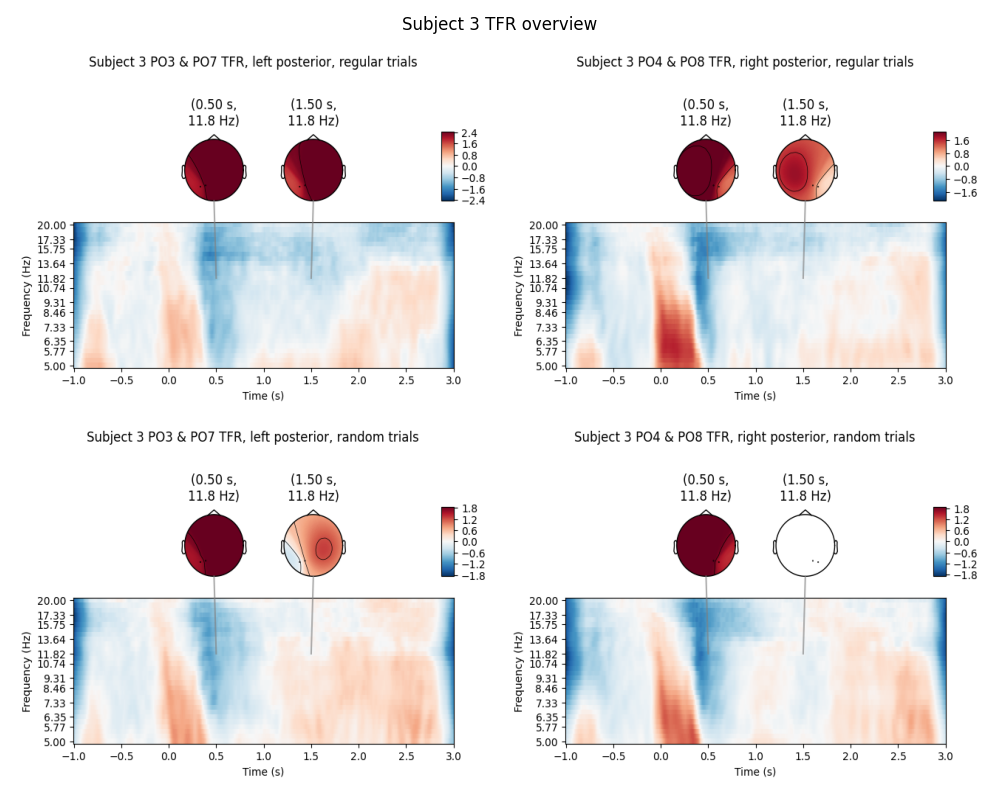 Subject 3 TFR overview
Subject 3 PO3 & PO7 TFR, left posterior, regular trials
(0.50 s,
11.8 Hz)
(1.50 s,
11.8 Hz)
2.4
1.6
0.8
0.0
−0.8
−1.6
−2.4
Frequency (Hz)
20.00
17.33
15.75
13.64
11.82
10.74
9.31
8.46
7.33
6.35
5.77
5.00
−1.0 −0.5 0.0 0.5 1.0 1.5 2.0 2.5 3.0
Time (s)
Subject 3 PO4 & PO8 TFR, right posterior, regular trials
(0.50 s,
11.8 Hz)
(1.50 s,
11.8 Hz)
1.6
0.8
0.0
−0.8
−1.6
Frequency (Hz)
20.00
17.33
15.75
13.64
11.82
10.74
9.31
8.46
7.33
6.35
5.77
5.00
−1.0 −0.5 0.0 0.5 1.0 1.5 2.0 2.5 3.0
Time (s)
Subject 3 PO3 & PO7 TFR, left posterior, random trials
(0.50 s,
11.8 Hz)
(1.50 s,
11.8 Hz)
1.8
1.2
0.6
0.0
−0.6
−1.2
−1.8
Frequency (Hz)
20.00
17.33
15.75
13.64
11.82
10.74
9.31
8.46
7.33
6.35
5.77
5.00
−1.0 −0.5 0.0 0.5 1.0 1.5 2.0 2.5 3.0
Time (s)
Subject 3 PO4 & PO8 TFR, right posterior, random trials
(0.50 s,
11.8 Hz)
(1.50 s,
11.8 Hz)
1.8
1.2
0.6
0.0
−0.6
−1.2
−1.8
Frequency (Hz)
20.00
17.33
15.75
13.64
11.82
10.74
9.31
8.46
7.33
6.35
5.77
5.00
−1.0 −0.5 0.0 0.5 1.0 1.5 2.0 2.5 3.0
Time (s)